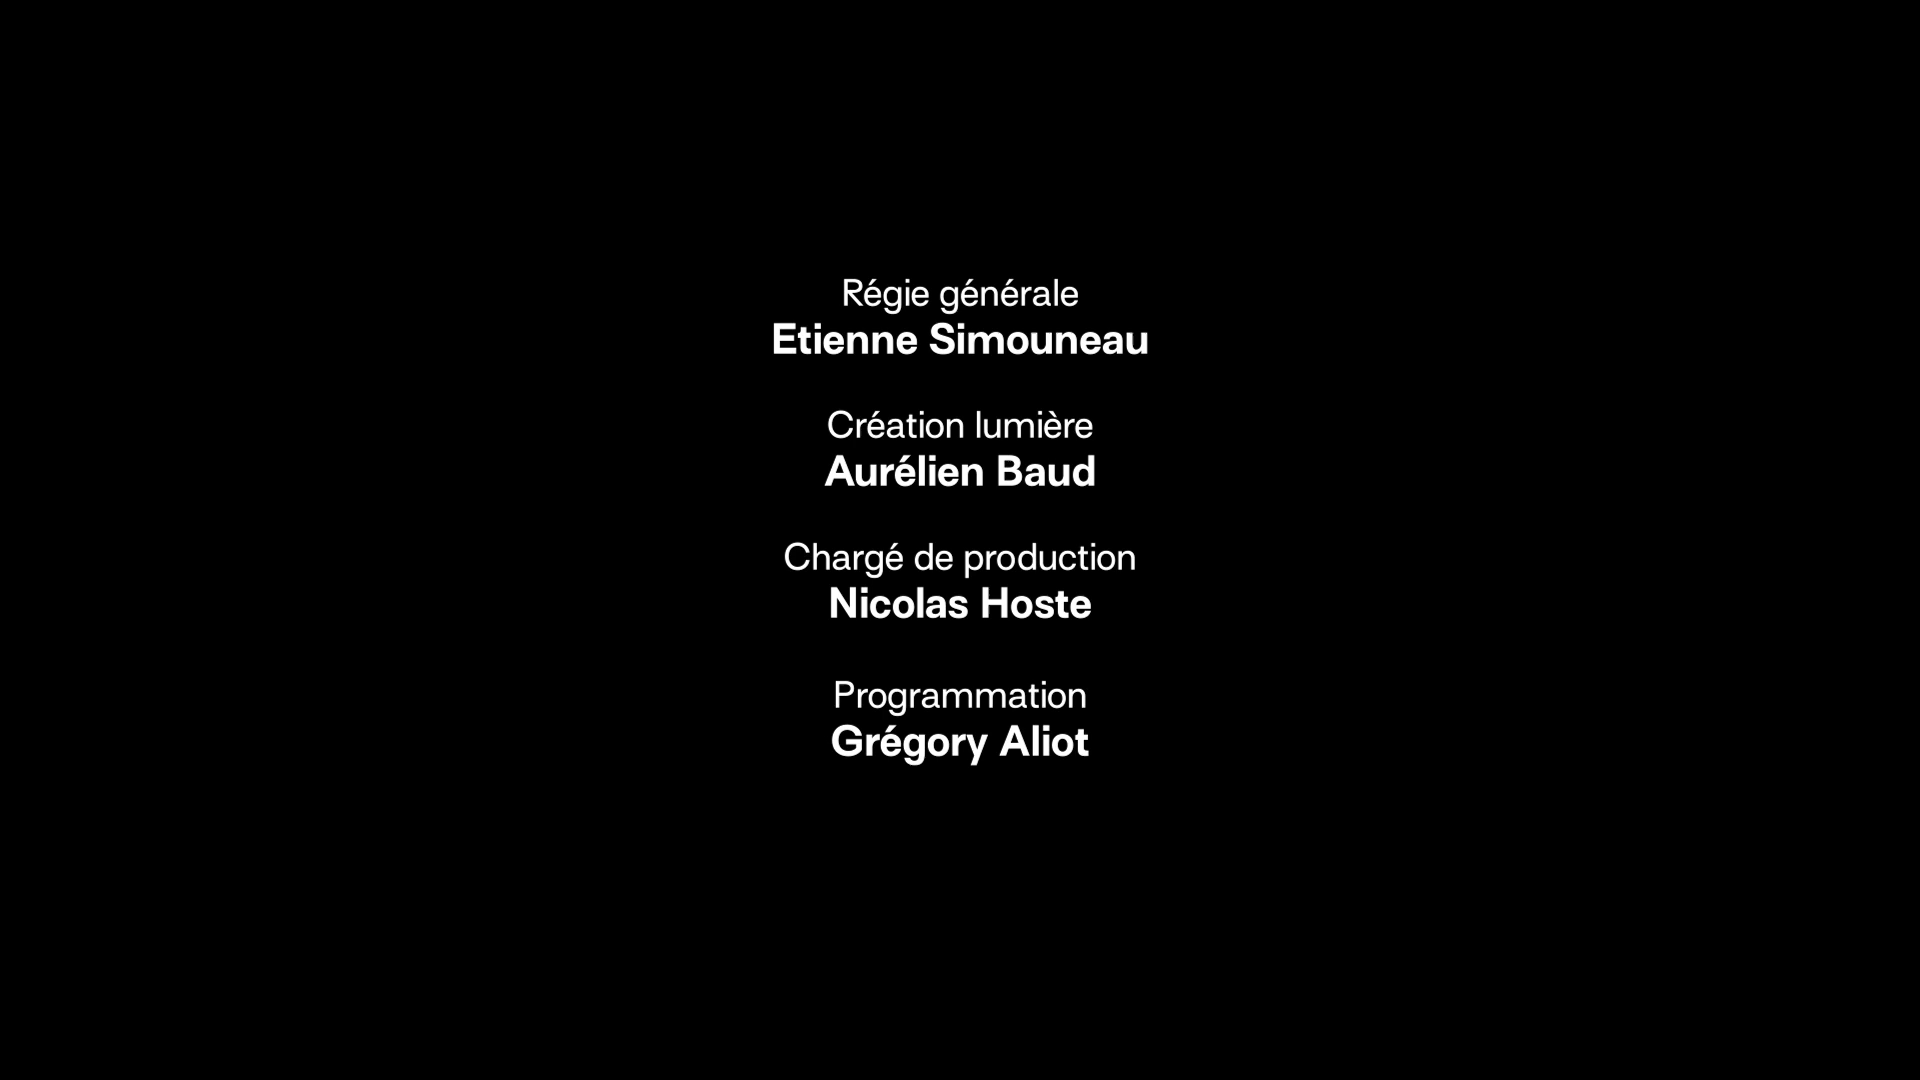 Régie générale
Etienne Simouneau
Création lumière
Aurélien Baud
Chargé de production
Nicolas Hoste
Programmation
Grégory Aliot